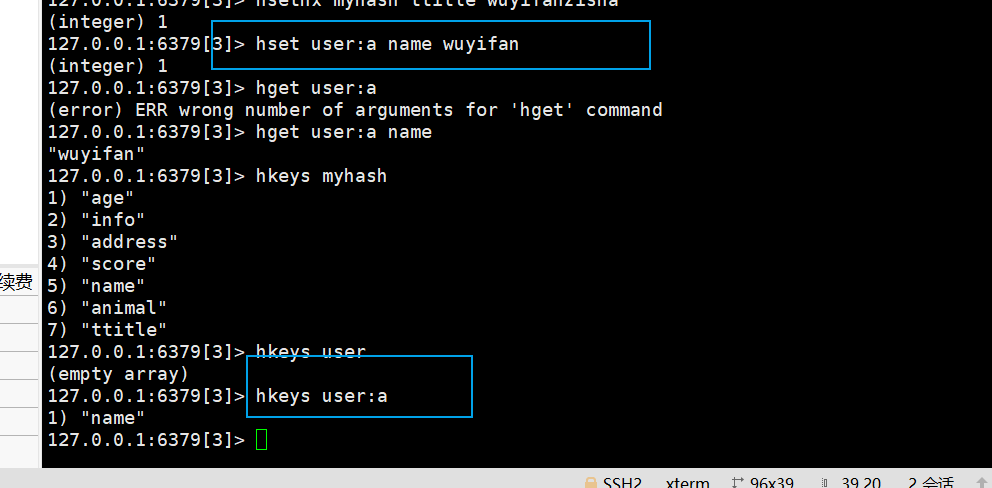 127.0.0.1:6379[3]> hsetnx myhash ttitle wuyifanzisha
(integer) 1
127.0.0.1:6379[3]> hset user:a name wuyifan
(integer) 1
127.0.0.1:6379[3]> hget user:a
(error) ERR wrong number of arguments for 'hget' command
127.0.0.1:6379[3]> hget user:a name
"wuyifan"
127.0.0.1:6379[3]> hkeys myhash
1) "age"
2) "info"
3) "address"
4) "score"
5) "name"
6) "animal"
7) "ttitle"
127.0.0.1:6379[3]> hkeys user
(empty array)
127.0.0.1:6379[3]> hkeys user:a
1) "name"
127.0.0.1:6379[3]>
续费
SSH2 xterm 96x39 39,20 2 会话